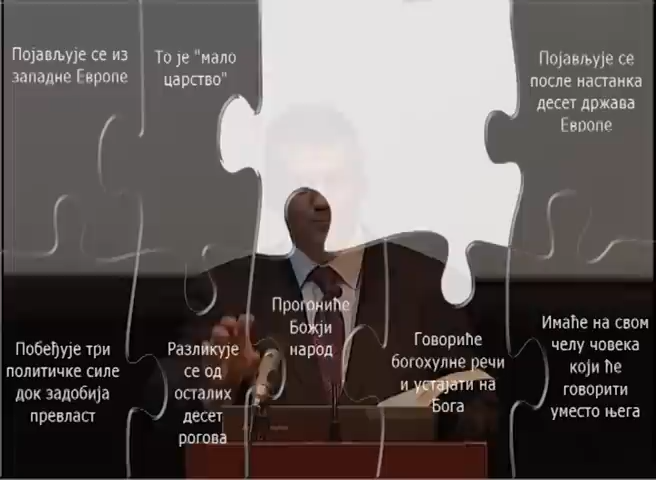 Појављује се из
западне Европе
То је "мало
царство"
Појављује се
после настанка
десет држава
Европе
Побеђује три
политичке силе
док задобија
превласт
Разликује
се од
осталих
десет
рогова
Прогониће
Божји
народ
Говориће
богохулне речи
и устајати на
Бога
Имаће на свом
челу човека
који ће
говорити
уместо њега